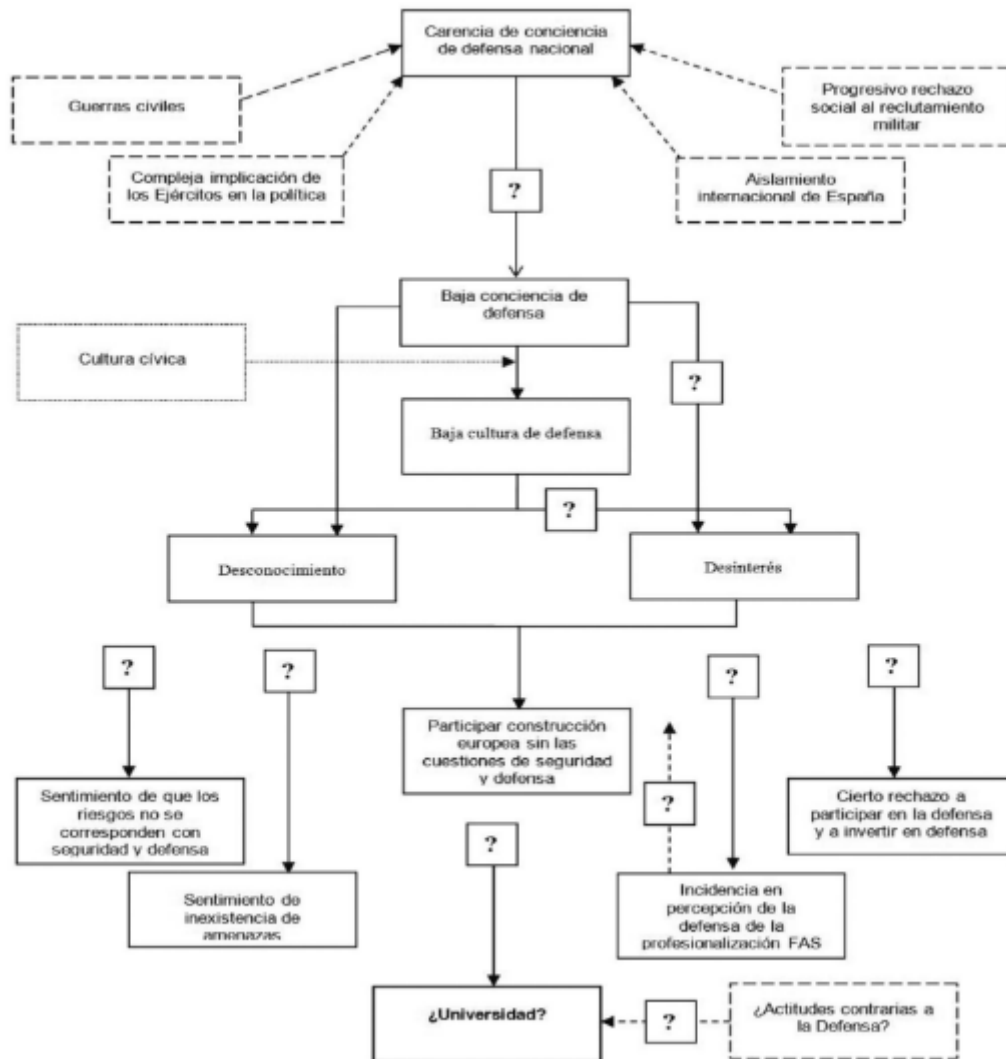 Carencia de conciencia
de defensa nacional
Guerras civiles
Progresivo rechazo
social al reclutamiento
militar
Compleja implicación de
los Ejércitos en la política
Aislamiento
internacional de España
?
Baja conciencia de
defensa
Cultura cívica
?
Baja cultura de defensa
?
Desconocimiento
Desinterés
?
?
?
?
Participar construcción
europea sin las
cuestiones de seguridad
y defensa
Sentimiento de que los
riesgos no se
corresponden con
seguridad y defensa
?
Cierto rechazo a
participar en la defensa
y a invertir en defensa
?
Sentimiento de
inexistencia de
amenazas
Incidencia en
percepción de la
defensa de la
profesionalización FAS
¿Universidad?
?
¿Actitudes contrarias a
la Defensa?